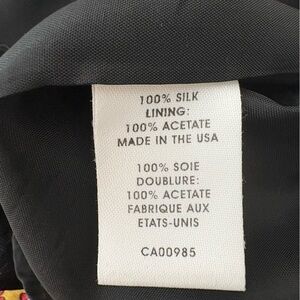 100% SILK
LINING:
100% ACETATE
MADE IN THE USA
100% SOIE
DOUBLURE:
100% ACETATE
FABRIQUE AUX
ETATS-UNIS
CA00985